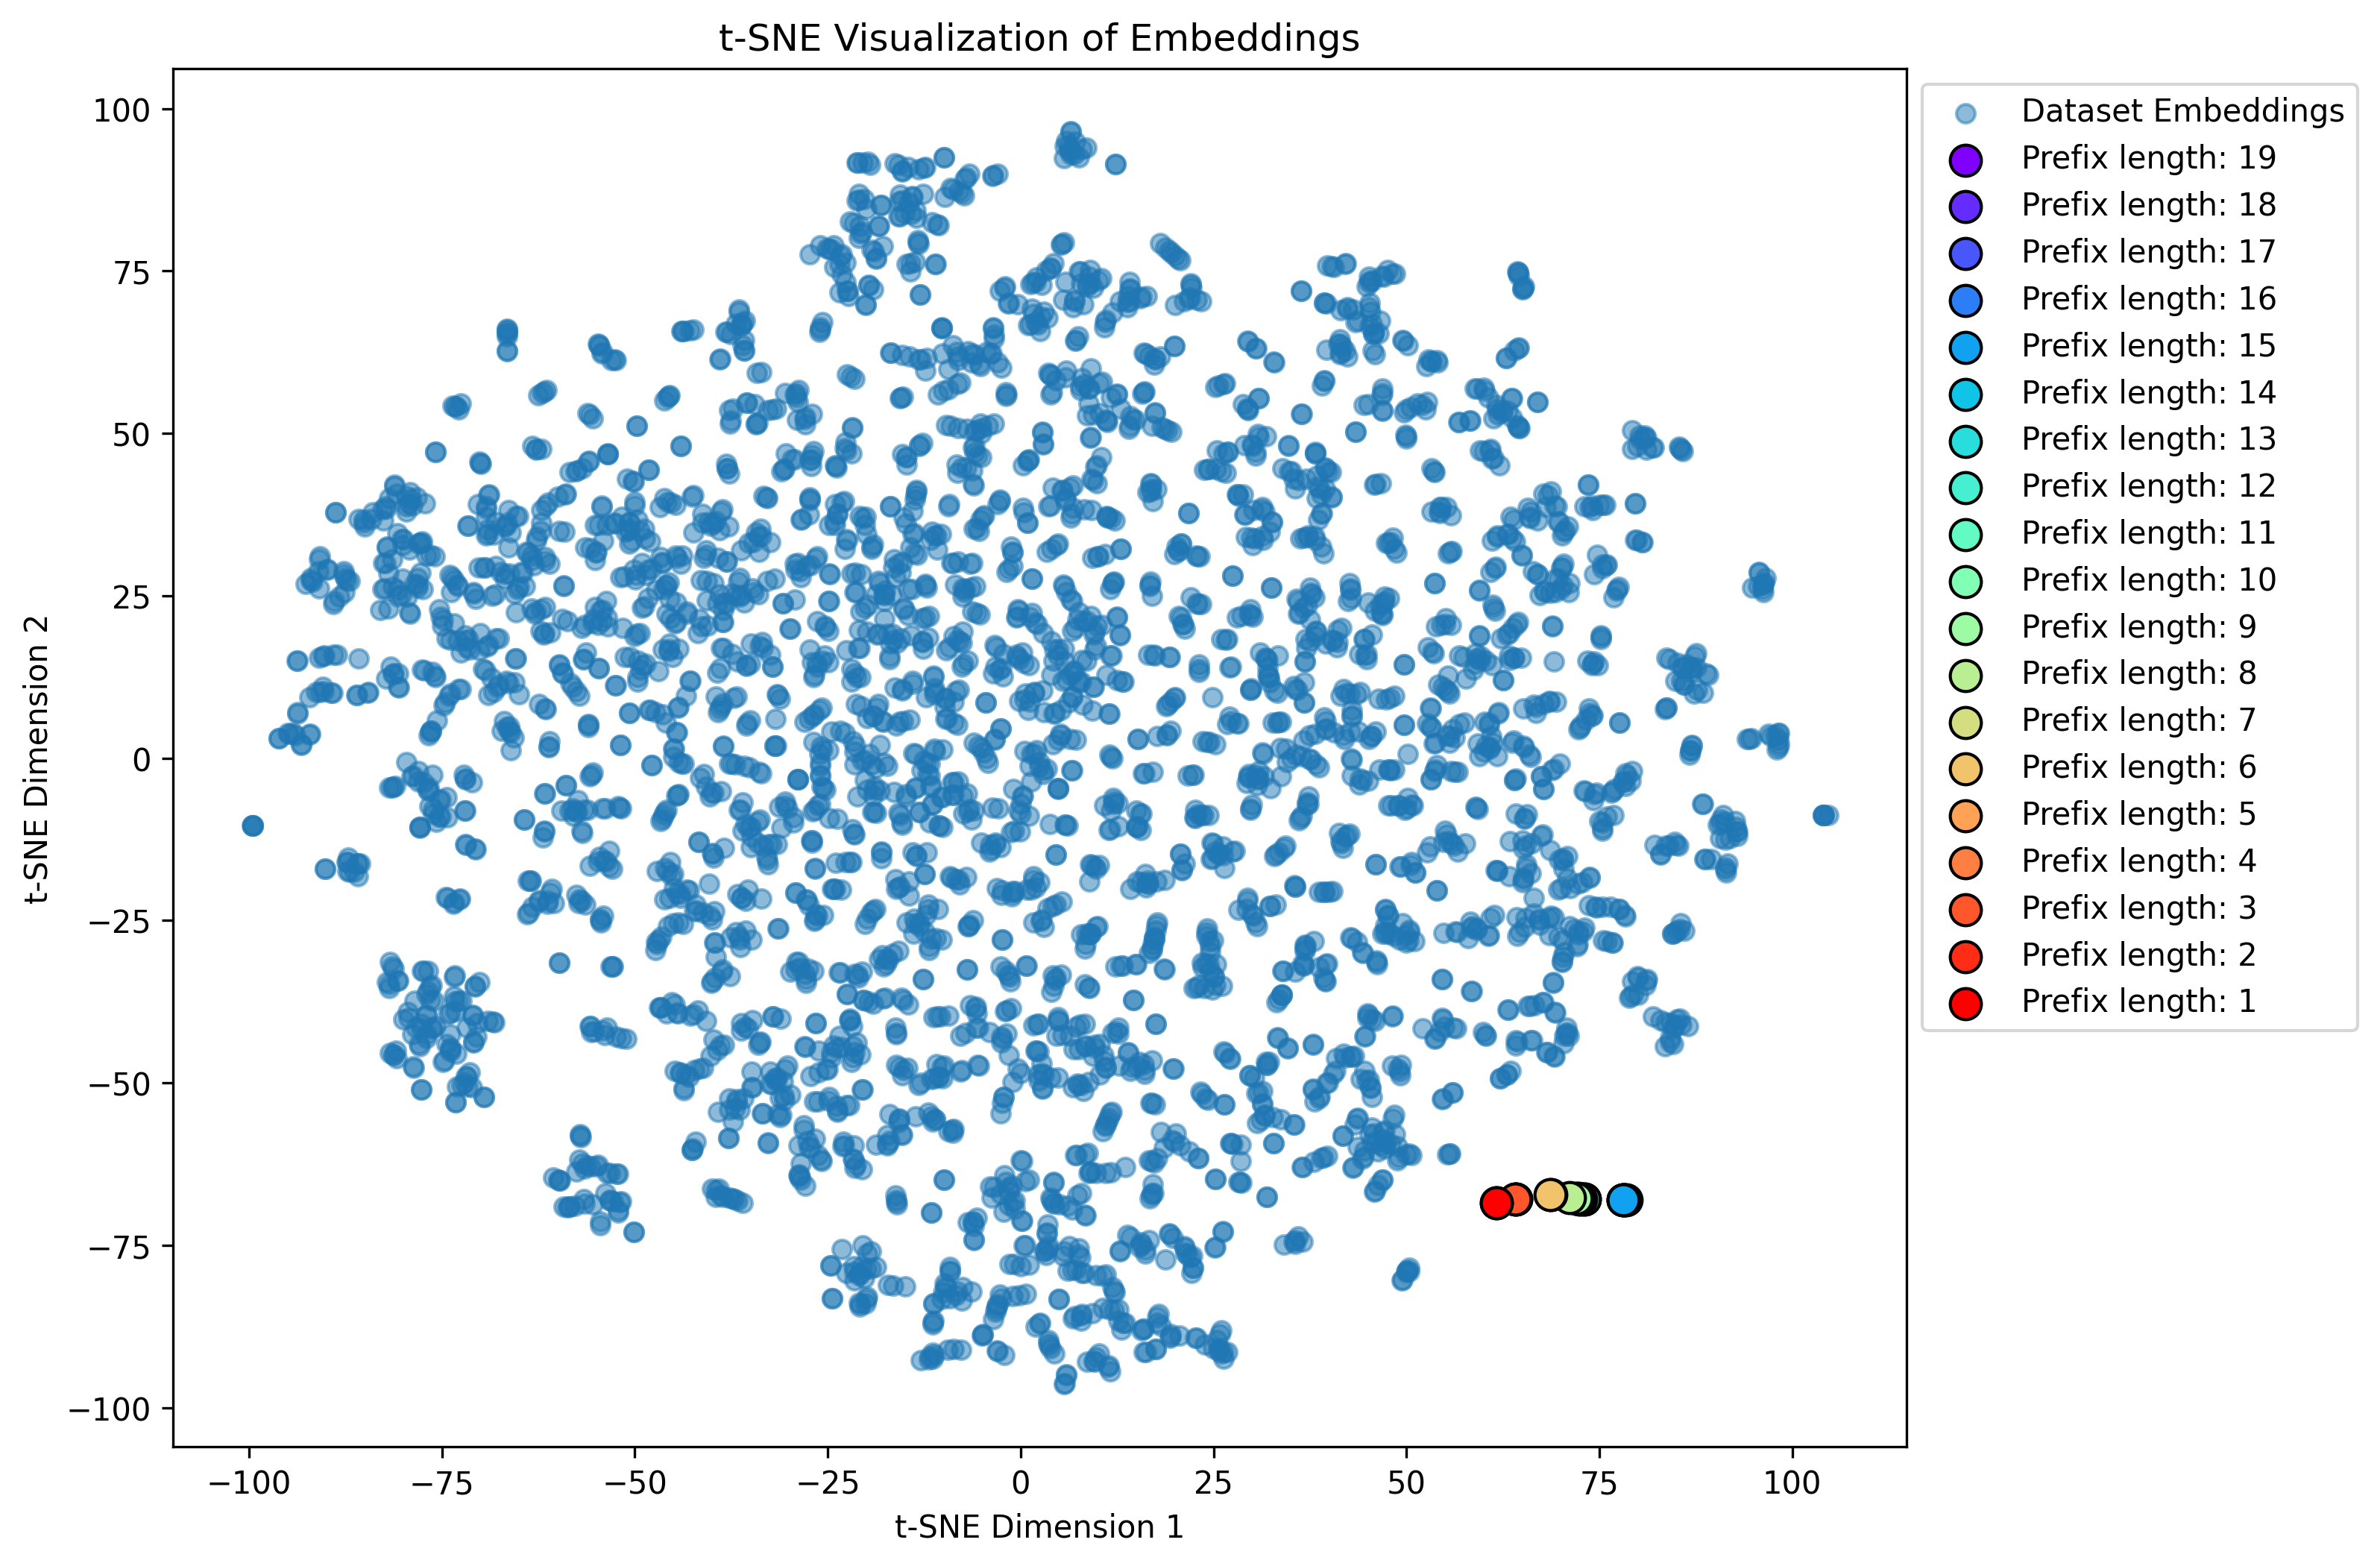 t-SNE Visualization of Embeddings
t-SNE Dimension 2
100
75
50
25
0
−25
−50
−75
−100
−100
−75
−50
−25
0
25
50
75
100
t-SNE Dimension 1
Dataset Embeddings
Prefix length: 19
Prefix length: 18
Prefix length: 17
Prefix length: 16
Prefix length: 15
Prefix length: 14
Prefix length: 13
Prefix length: 12
Prefix length: 11
Prefix length: 10
Prefix length: 9
Prefix length: 8
Prefix length: 7
Prefix length: 6
Prefix length: 5
Prefix length: 4
Prefix length: 3
Prefix length: 2
Prefix length: 1